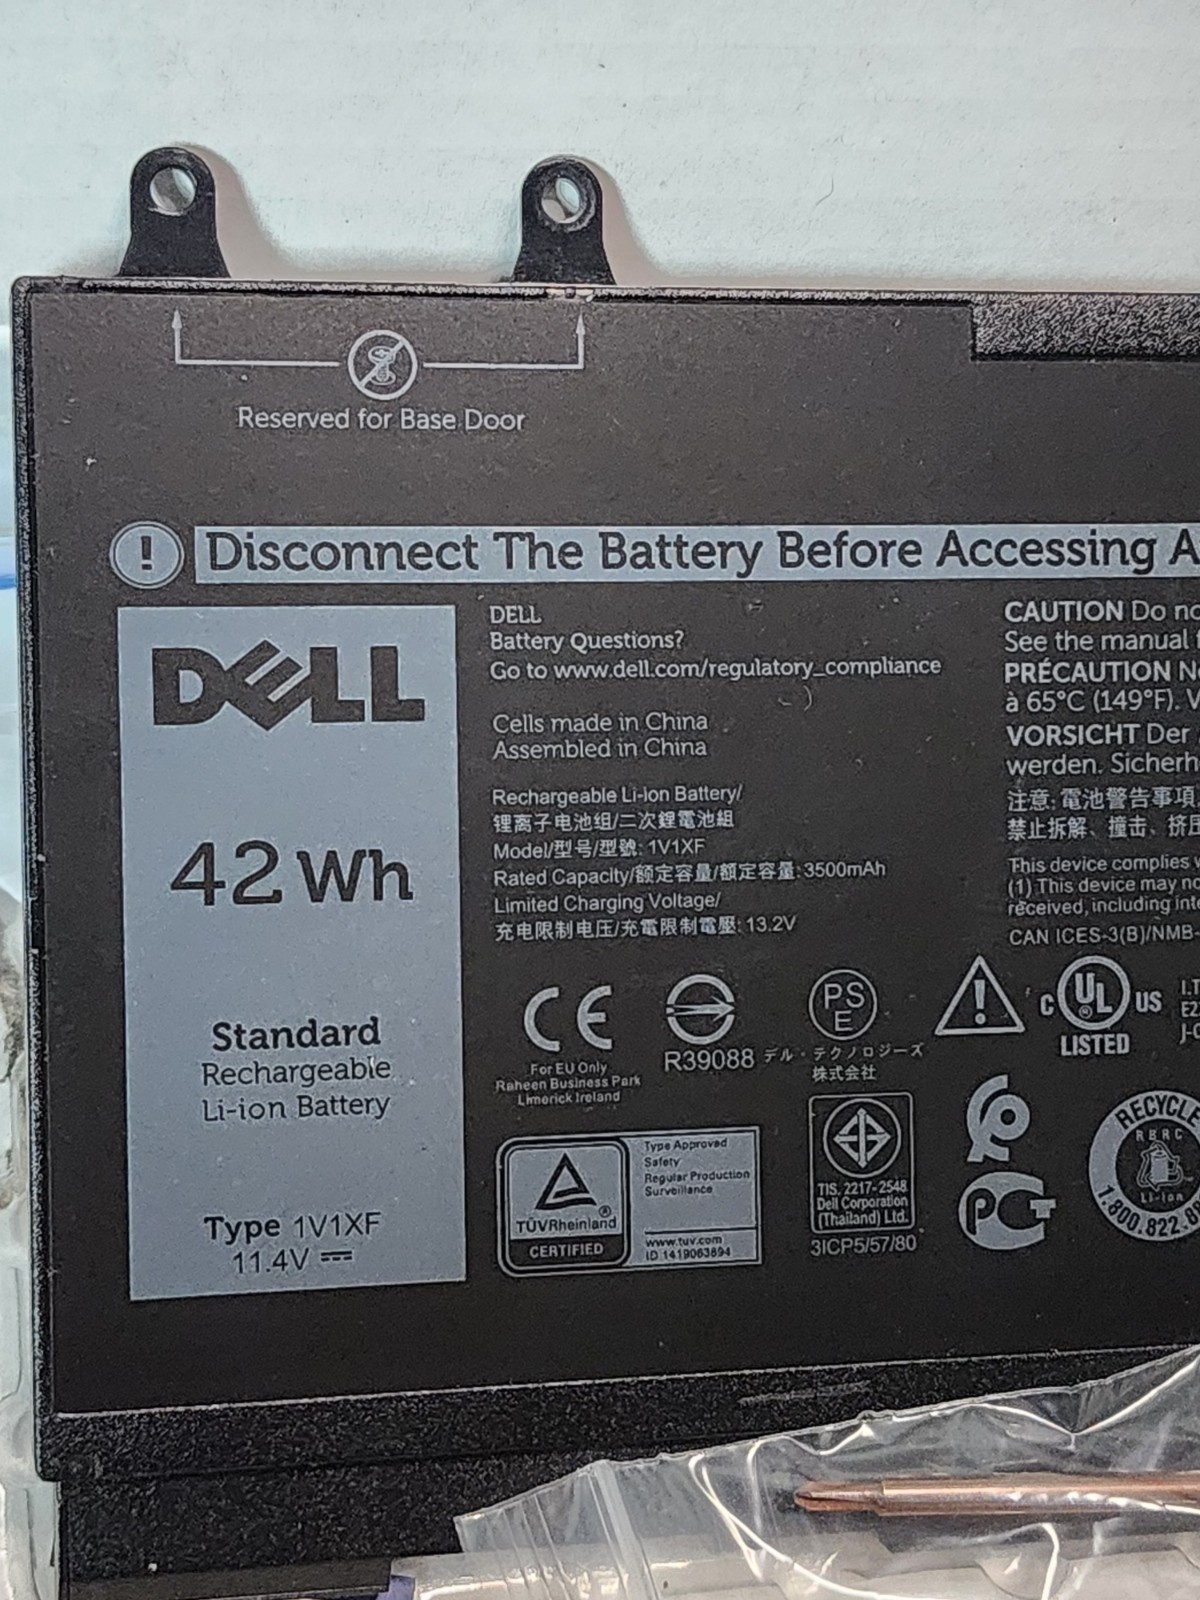 Reserved for Base Door
! Disconnect The Battery Before Accessing
DELL
42 Wh
Standard
Rechargeable
Li-ion Battery
Type 1V1XF
11.4V
DELL
Battery Questions?
Go to www.dell.com/regulatory_compliance
Cells made in China
Assembled in China
Rechargeable Li-ion Battery/
锂离子电池组/二次鋰電池組
Model/型号/型號: 1V1XF
Rated Capacity/额定容量/額定容量: 3500mAh
Limited Charging Voltage/
充电限制电压/充電限制電壓: 13.2V
CE
For EU Only
Raheen Business Park
Limerick Ireland
R39088
PS
E
デル・テクノロジーズ
株式会社
TÜVRheinland
®
CERTIFIED
Type Approved
Safety
Regular Production
Surveillance
www.tuv.com
ID 1419063694
TIS. 2217-2548
Dell Corporation
(Thailand) Ltd.
3ICP5/57/80
CAUTION Do
See the manual
PRÉCAUTION
à 65°C (149°F).
VORSICHT Der
werden.
注意: 電池警告事項
禁止拆解、撞击、挤
This device complies
(1) This device may
received, including
CAN ICES-3(B)/NMB-
!
C UL ® US
LISTED
I.T
PCT
RECYCLE
RBRC
Li-ion
1.800.822.8